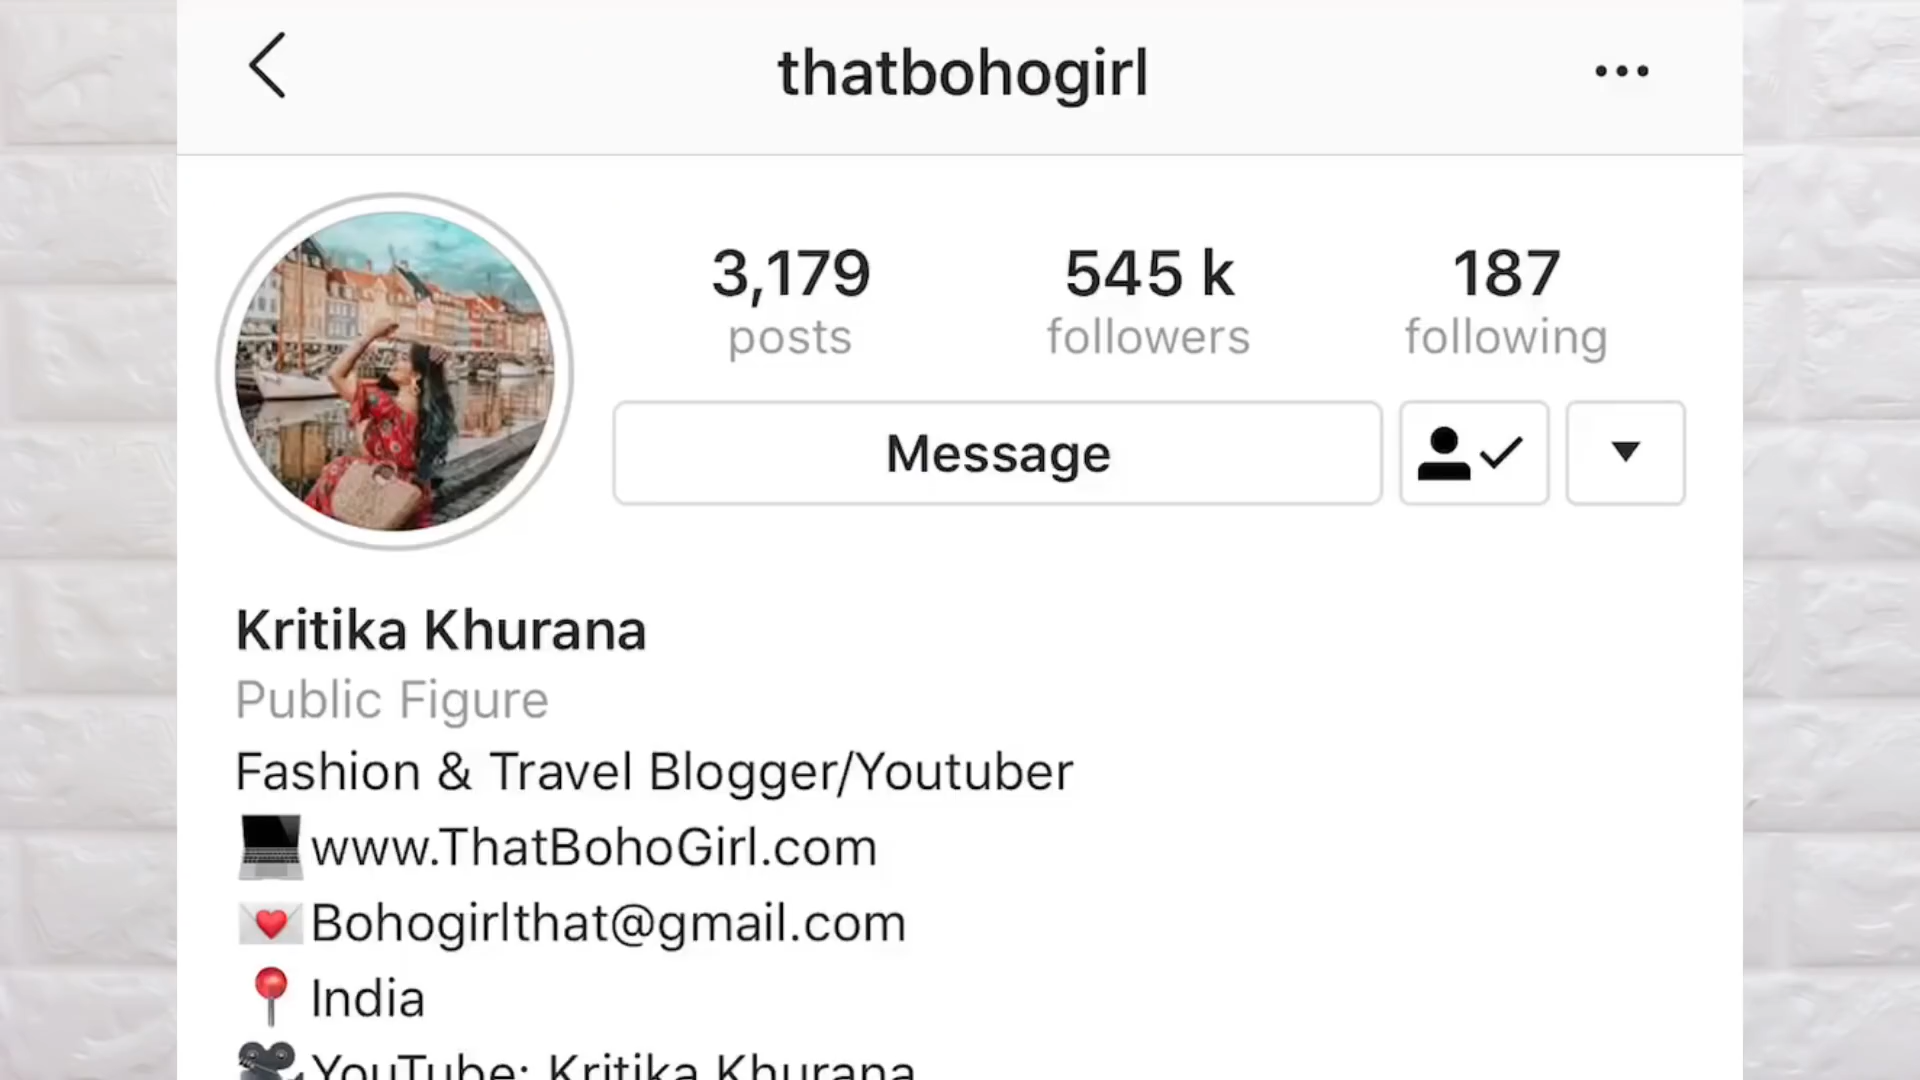 thatbohogirl
3,179 545 k 187
posts followers following
Message
Kritika Khurana
Public Figure
Fashion & Travel Blogger/Youtuber
www.ThatBohoGirl.com
Bohogirlthat@gmail.com
India
YouTube: Kritika Khurana